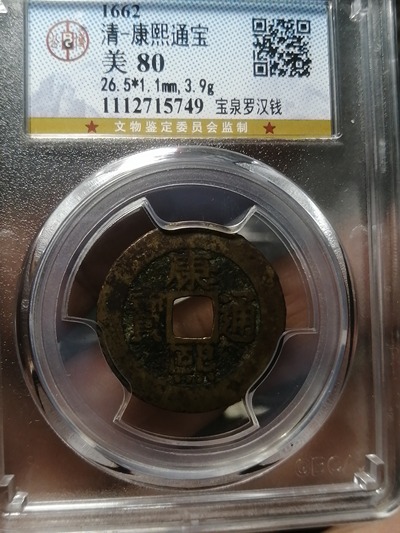 1662
清-康熙通宝
美 80
26.5*1.1mm,3.9g
1112715749 宝泉罗汉钱
★ 文物鉴定委员会监制 ★
康熙通寶